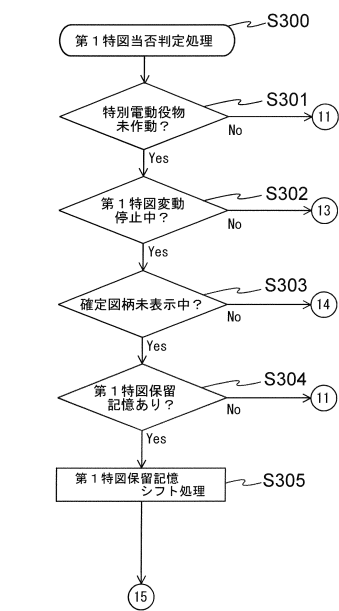 S300
第１特図当否判定処理
S301
特別電動役物
未作動？
No
11
Yes
S302
第１特図変動
停止中？
No
13
Yes
S303
確定図柄未表示中？
No
14
Yes
S304
第１特図保留
記憶あり？
No
11
Yes
S305
第１特図保留記憶
シフト処理
15